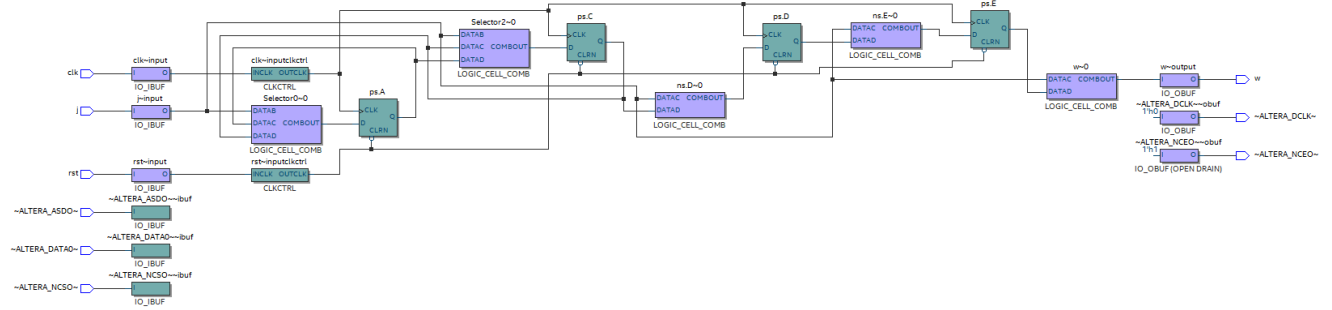 ps.E
Selector2~0
ps.C
ps.D
ns.E~0
CLK
DATAB
CLK
CLK
DATAC COMBOUT
D Q
DATAC COMBOUT
D Q
D Q
DATAD
CLRN
clk~input
clk~inputclkctrl
DATAD
CLRN
CLRN
LOGIC_CELL_COMB
w~0
w~output
clk
I O
INCLK OUTCLK
LOGIC_CELL_COMB
DATAC COMBOUT
I O
w
IO_IBUF
CLKCTRL
ns.D~0
DATAD
IO_OBUF
j~input
Selector0~0
ps.A
DATAC COMBOUT
LOGIC_CELL_COMB
~ALTERA_DCLK~~obuf
j
I O
DATAB
CLK
DATAD
1'h0
I O
~ALTERA_DCLK~
IO_IBUF
DATAC COMBOUT
D Q
LOGIC_CELL_COMB
IO_OBUF
DATAD
CLRN
~ALTERA_NCEO~~obuf
LOGIC_CELL_COMB
1'h1
I O
~ALTERA_NCEO~
rst~input
rst~inputclkctrl
IO_OBUF (OPEN DRAIN)
rst
I O
INCLK OUTCLK
IO_IBUF
CLKCTRL
~ALTERA_ASDO~~ibuf
~ALTERA_ASDO~
I
IO_IBUF
~ALTERA_DATA0~~ibuf
~ALTERA_DATA0~
I
IO_IBUF
~ALTERA_NCSO~~ibuf
~ALTERA_NCSO~
I
IO_IBUF